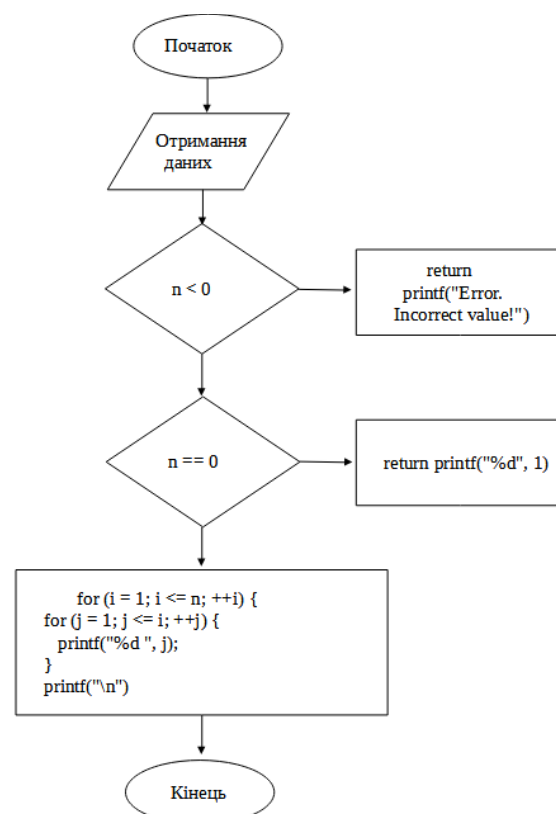 Початок
Отримання
даних
n < 0
return
printf("Error.
Incorrect value!")
n == 0
return printf("%d", 1)
for (i = 1; i <= n; ++i) {
for (j = 1; j <= i; ++j) {
printf("%d ", j);
}
printf("\n")
Кінець